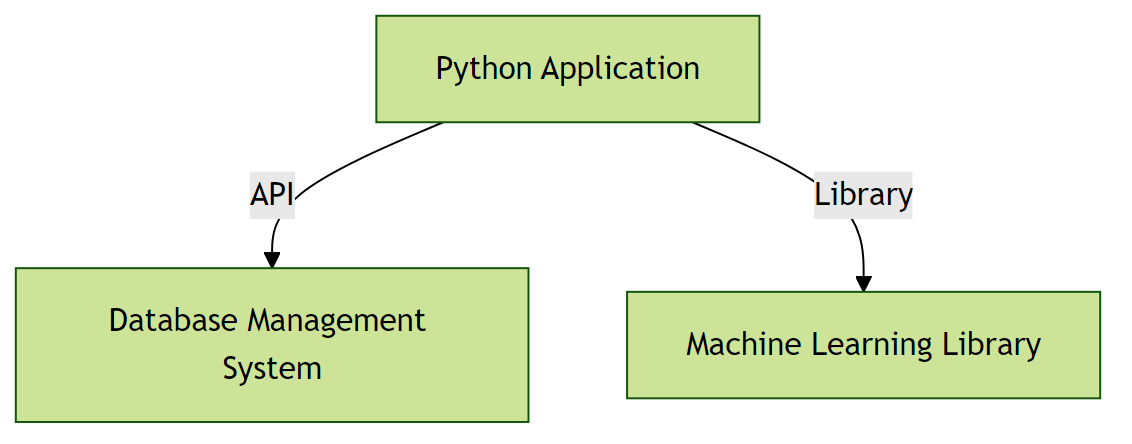 Python Application
API
Library
Database Management
System
Machine Learning Library